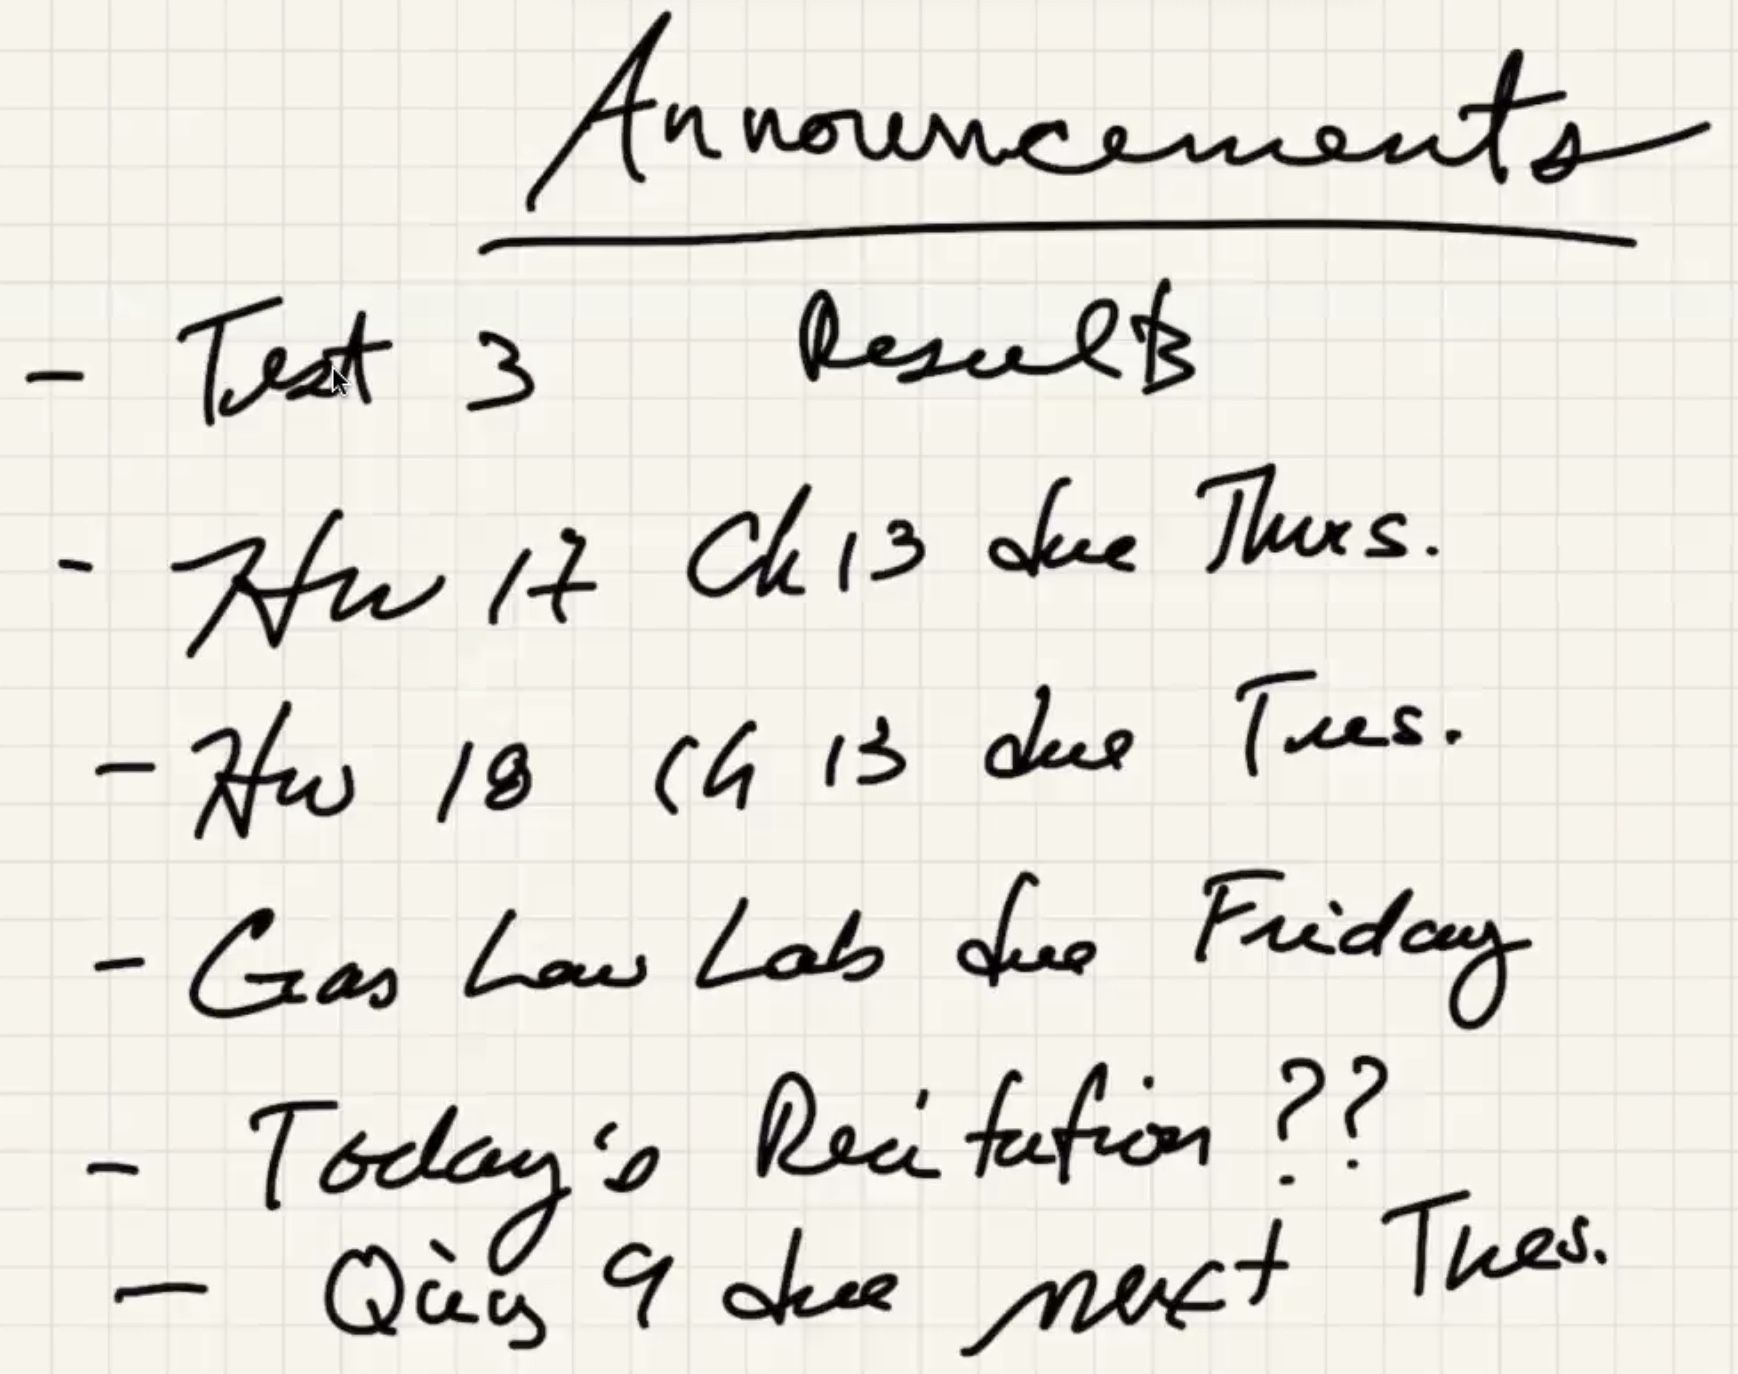 Announcements
- Test 3 Results
- Hw 17 Ch 13 due Thurs.
- Hw 18 Ch 13 due Tues.
- Gas Law Lab due Friday
- Today's Recitation ??
- Quiz 9 due next Tues.